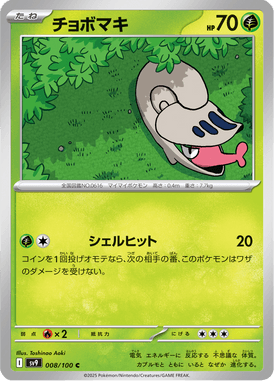 たね チョボマキ HP70
全国図鑑NO.0616 マイマイポケモン 高さ：0.4m 重さ：7.7kg
シェルヒット 20
コインを1回投げオモテなら、次の相手の番、このポケモンはワザ
のダメージを受けない。
弱点 ×2 抵抗力 にげる
Illus. Toshinao Aoki
SV9 008/100 C
電気 エネルギーに 反応する 不思議な 体質。
カブルモと ともに いると 体が 変化する。
©2025 Pokémon/Nintendo/Creatures/GAME FREAK.